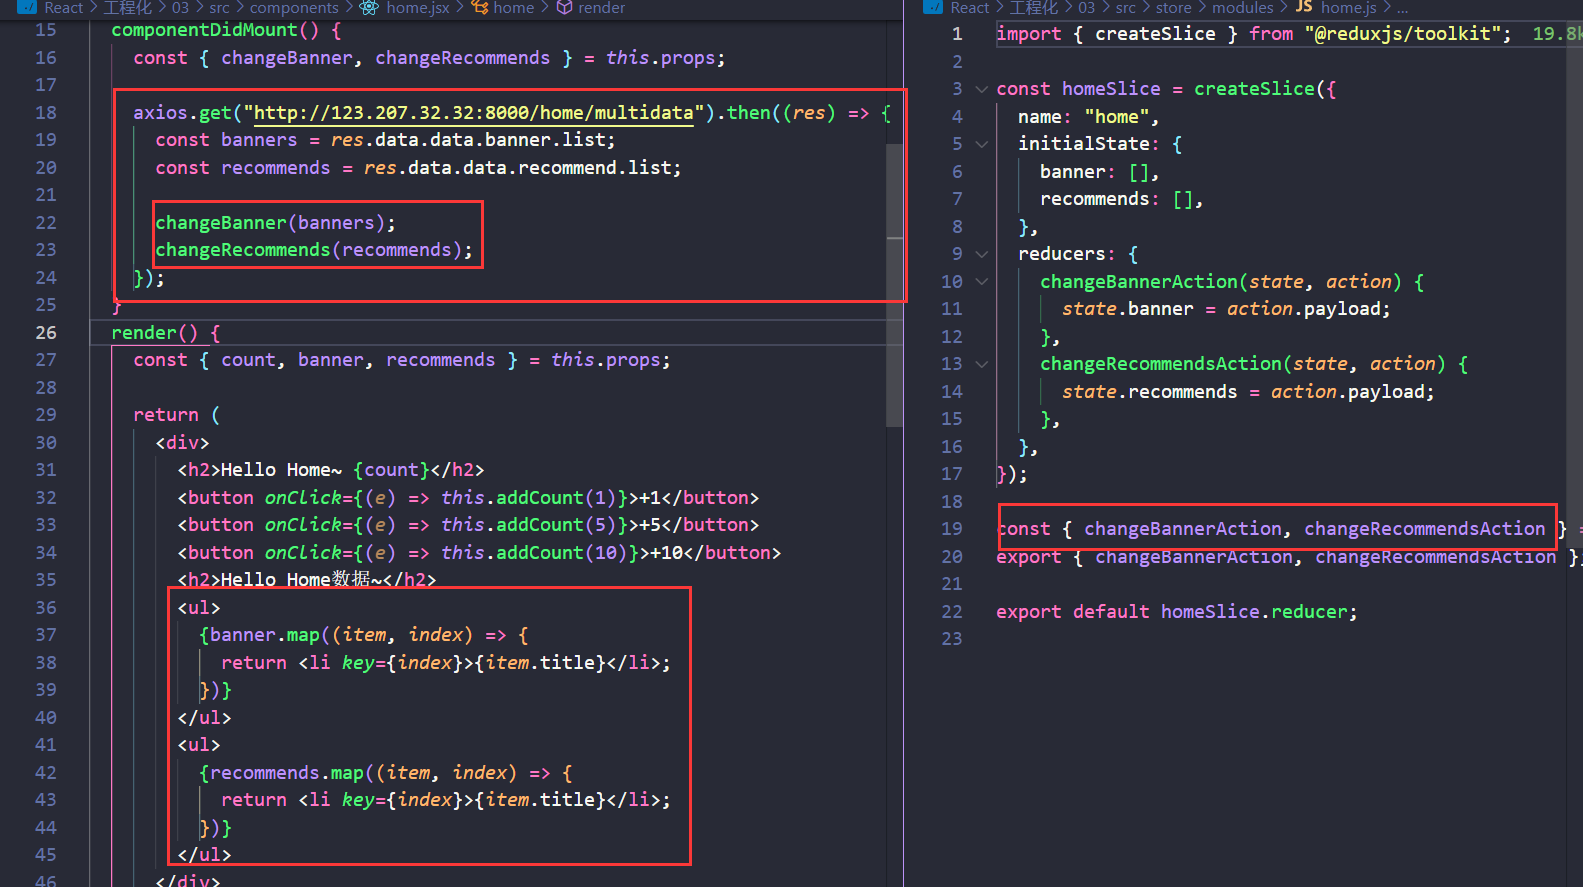 React > 工程化 > 03 > src > components > home.jsx > home > render
15 componentDidMount() {
16 const { changeBanner, changeRecommends } = this.props;
17
18 axios.get("http://123.207.32.32:8000/home/multidata").then((res) => {
19 const banners = res.data.data.banner.list;
20 const recommends = res.data.data.recommend.list;
21
22 changeBanner(banners);
23 changeRecommends(recommends);
24 });
25 }
26 render() {
27 const { count, banner, recommends } = this.props;
28
29 return (
30 <div>
31 <h2>Hello Home~ {count}</h2>
32 <button onClick={(e) => this.addCount(1)}>+1</button>
33 <button onClick={(e) => this.addCount(5)}>+5</button>
34 <button onClick={(e) => this.addCount(10)}>+10</button>
35 <h2>Hello Home数据~</h2>
36 <ul>
37 {banner.map((item, index) => {
38 return <li key={index}>{item.title}</li>;
39 })}
40 </ul>
41 <ul>
42 {recommends.map((item, index) => {
43 return <li key={index}>{item.title}</li>;
44 })}
45 </ul>
46 </div>
React > 工程化 > 03 > src > store > modules > JS home.js > ...
1 import { createSlice } from "@reduxjs/toolkit"; 19.8k
2
3 const homeSlice = createSlice({
4 name: "home",
5 initialState: {
6 banner: [],
7 recommends: [],
8 },
9 reducers: {
10 changeBannerAction(state, action) {
11 state.banner = action.payload;
12 },
13 changeRecommendsAction(state, action) {
14 state.recommends = action.payload;
15 },
16 },
17 });
18
19 const { changeBannerAction, changeRecommendsAction } =
20 export { changeBannerAction, changeRecommendsAction };
21
22 export default homeSlice.reducer;
23